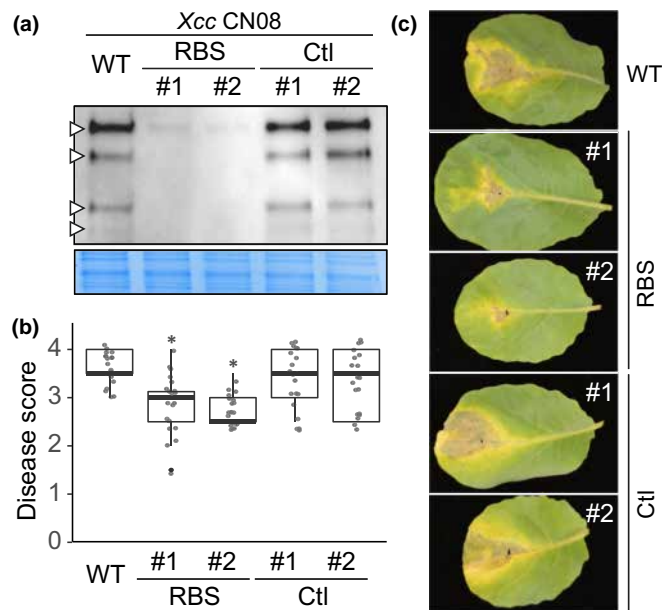 (a)
Xcc CN08
WT RBS Ctl
#1 #2 #1 #2
(b)
Disease score
4
3
2
1
0
* *
WT #1 #2 #1 #2
RBS Ctl
(c)
WT
#1
#2
RBS
#1
#2
Ctl